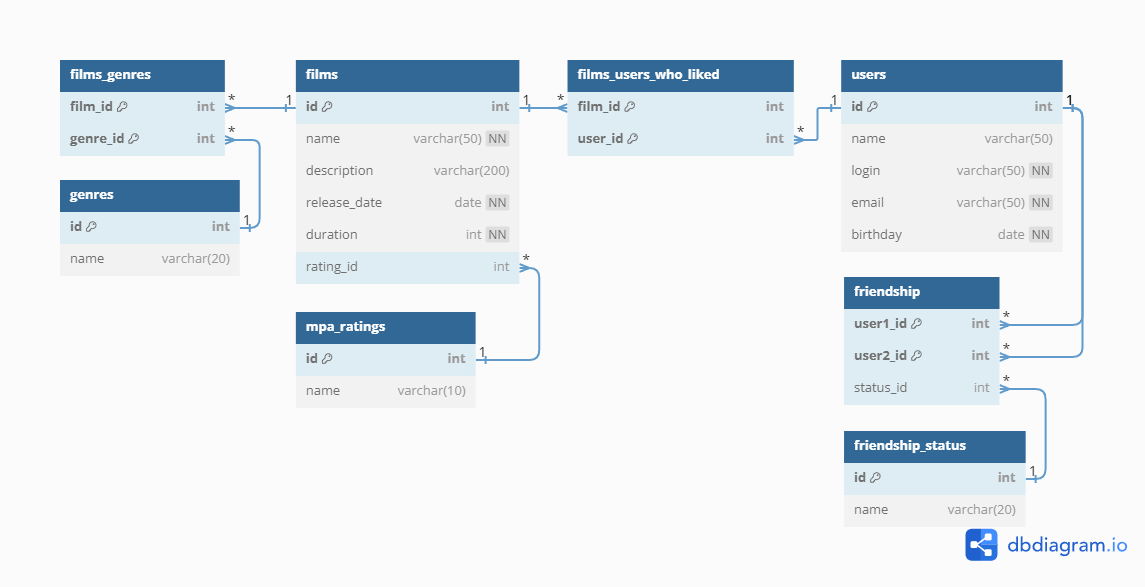 films_genres
film_id int
genre_id int
genres
id int
name varchar(20)
films
id int
name varchar(50) NN
description varchar(200)
release_date date NN
duration int NN
rating_id int
mpa_ratings
id int
name varchar(10)
films_users_who_liked
film_id int
user_id int
users
id int
name varchar(50)
login varchar(50) NN
email varchar(50) NN
birthday date NN
friendship
user1_id int
user2_id int
status_id int
friendship_status
id int
name varchar(20)
* 1
* 1
1 *
* 1
* 1
1 * *
* 1
dbdiagram.io